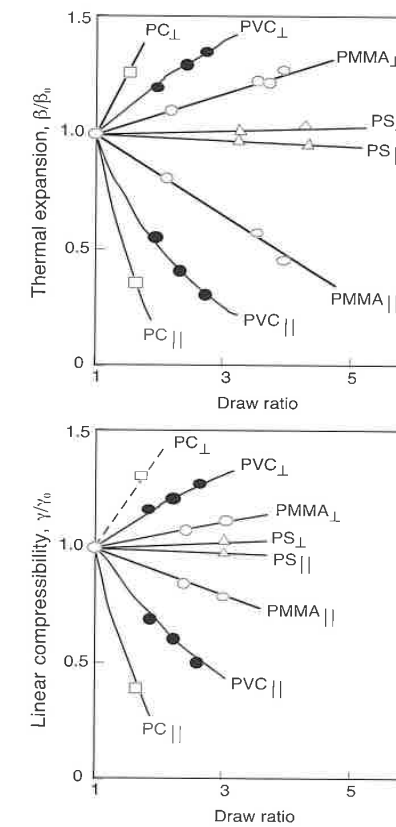 1.5
PC⊥
PVC⊥
PMMA⊥
1.0
PS⊥
PS||
0.5
PMMA||
PVC||
PC||
0
1
3
5
Thermal expansion, β/β₀
Draw ratio
1.5
PC⊥
PVC⊥
PMMA⊥
1.0
PS⊥
PS||
PMMA||
0.5
PVC||
PC||
0
1
3
5
Linear compressibility, γ/γ₀
Draw ratio